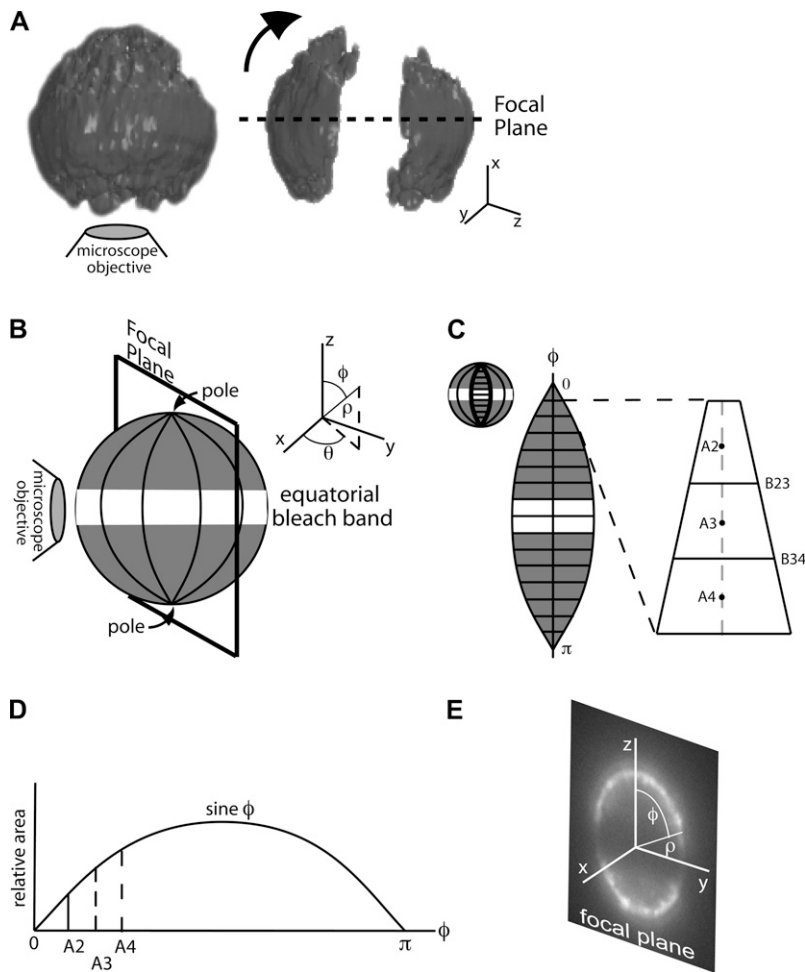 A
Focal
Plane
x
y
z
microscope
objective
B
Focal
Plane
pole
z
ϕ
ρ
x
y
θ
microscope
objective
equatorial
bleach band
pole
C
ϕ
0
A2
B23
A3
B34
A4
π
D
relative area
sine ϕ
0
A2
A3
A4
π
ϕ
E
z
ϕ
ρ
x
y
focal plane